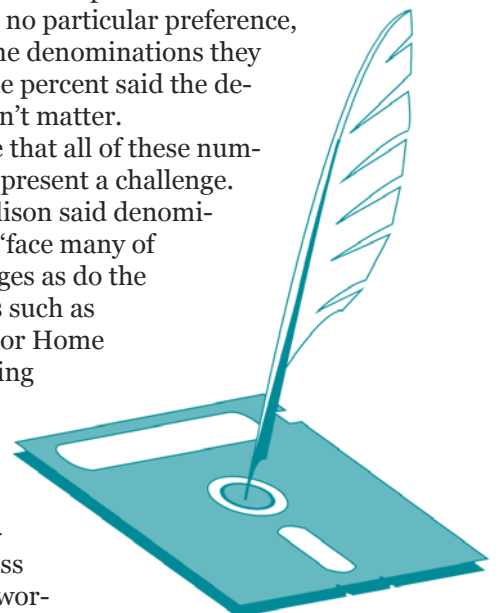 no particular preference,
ne denominations they
e percent said the de-
n't matter.
e that all of these num-
present a challenge.
lison said denomi-
"face many of
ges as do the
s such as
or Home
ing
-
ss
wor-